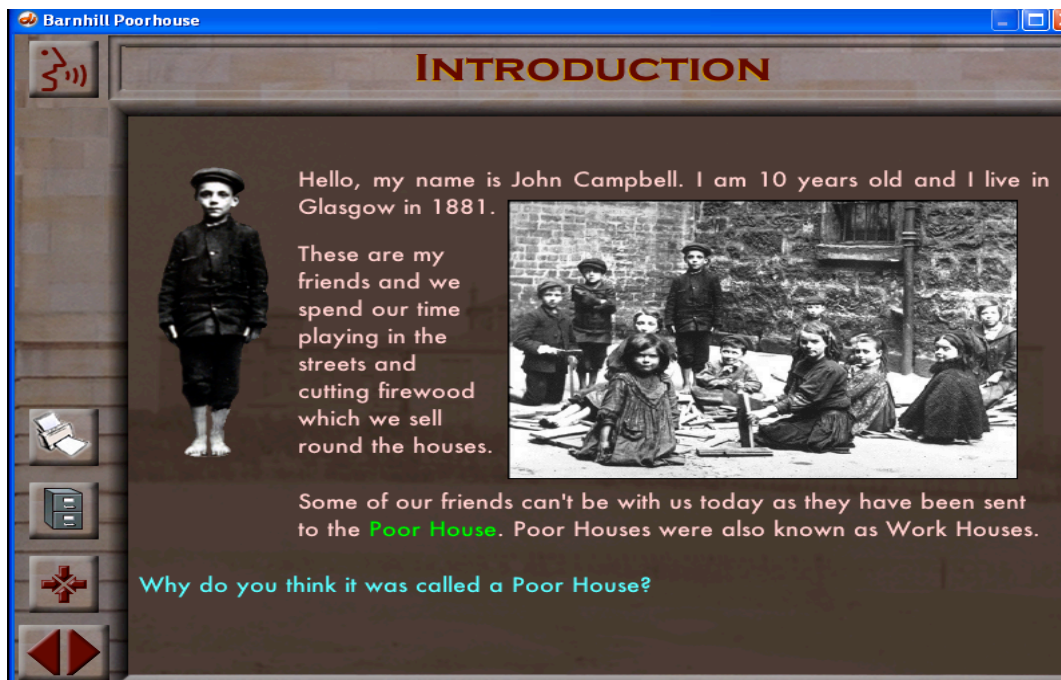 Barnhill Poorhouse
INTRODUCTION
Hello, my name is John Campbell. I am 10 years old and I live in
Glasgow in 1881.
These are my
friends and we
spend our time
playing in the
streets and
cutting firewood
which we sell
round the houses.
Some of our friends can't be with us today as they have been sent
to the Poor House. Poor Houses were also known as Work Houses.
Why do you think it was called a Poor House?